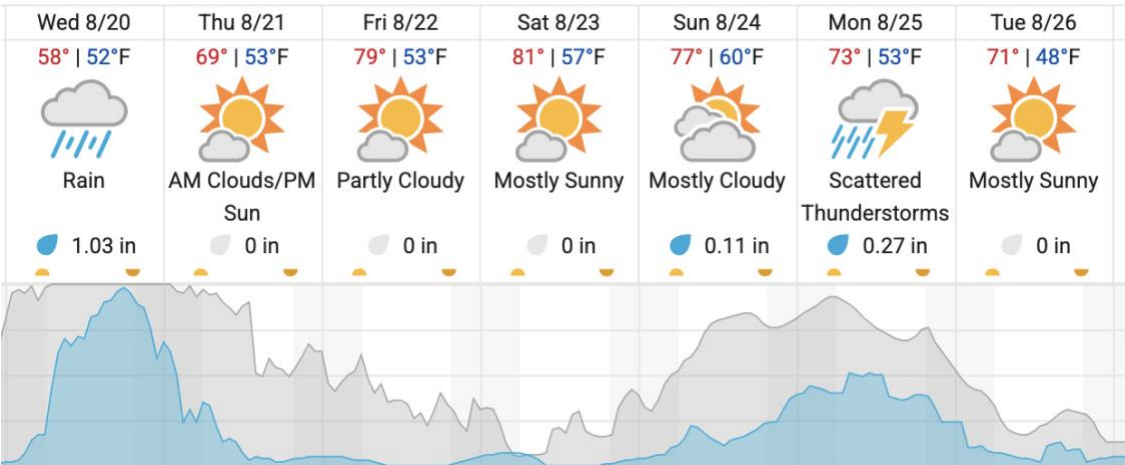 Wed 8/20 Thu 8/21 Fri 8/22 Sat 8/23 Sun 8/24 Mon 8/25 Tue 8/26
58° | 52°F 69° | 53°F 79° | 53°F 81° | 57°F 77° | 60°F 73° | 53°F 71° | 48°F
Rain AM Clouds/PM Partly Cloudy Mostly Sunny Mostly Cloudy Scattered Mostly Sunny
Sun Thunderstorms
1.03 in 0 in 0 in 0 in 0.11 in 0.27 in 0 in